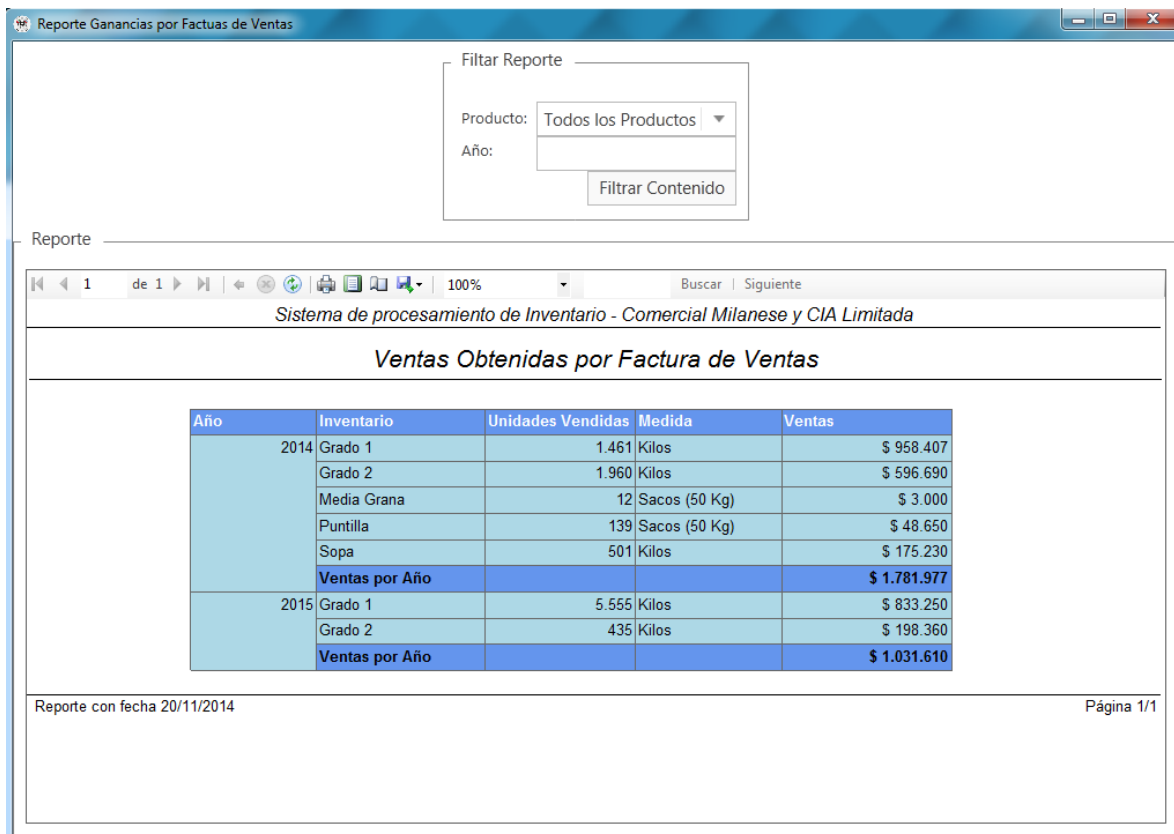 Reporte Ganancias por Factuas de Ventas
Filtar Reporte
Producto: Todos los Productos
Año:
Filtrar Contenido
Reporte
1 de 1 100% Buscar | Siguiente
Sistema de procesamiento de Inventario - Comercial Milanese y CIA Limitada
Ventas Obtenidas por Factura de Ventas
Año Inventario Unidades Vendidas Medida Ventas
2014 Grado 1 1.461 Kilos $ 958.407
Grado 2 1.960 Kilos $ 596.690
Media Grana 12 Sacos (50 Kg) $ 3.000
Puntilla 139 Sacos (50 Kg) $ 48.650
Sopa 501 Kilos $ 175.230
Ventas por Año $ 1.781.977
2015 Grado 1 5.555 Kilos $ 833.250
Grado 2 435 Kilos $ 198.360
Ventas por Año $ 1.031.610
Reporte con fecha 20/11/2014 Página 1/1